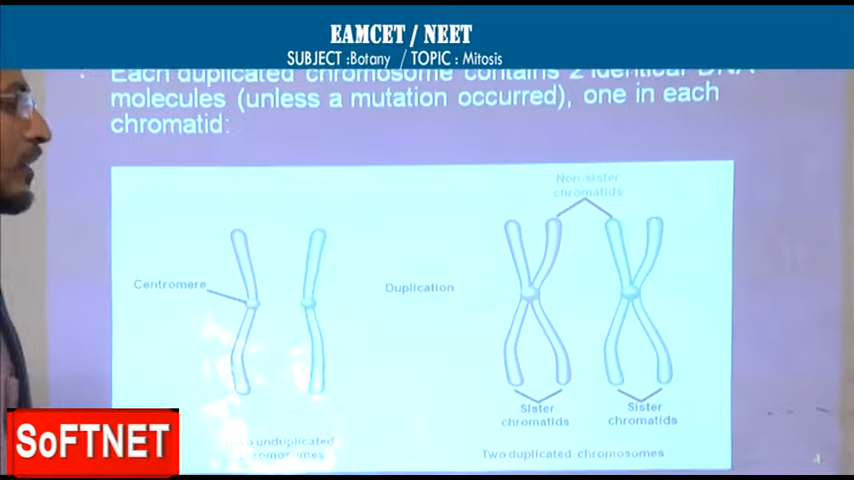 EAMCET / NEET
SUBJECT :Botany / TOPIC : Mitosis
Each duplicated chromosome contains 2 identical DNA
molecules (unless a mutation occurred), one in each
chromatid:
Non-sister
chromatids
Centromere
Duplication
Sister
chromatids
Sister
chromatids
unduplicated
Two duplicated chromosomes
4
SoFTNET